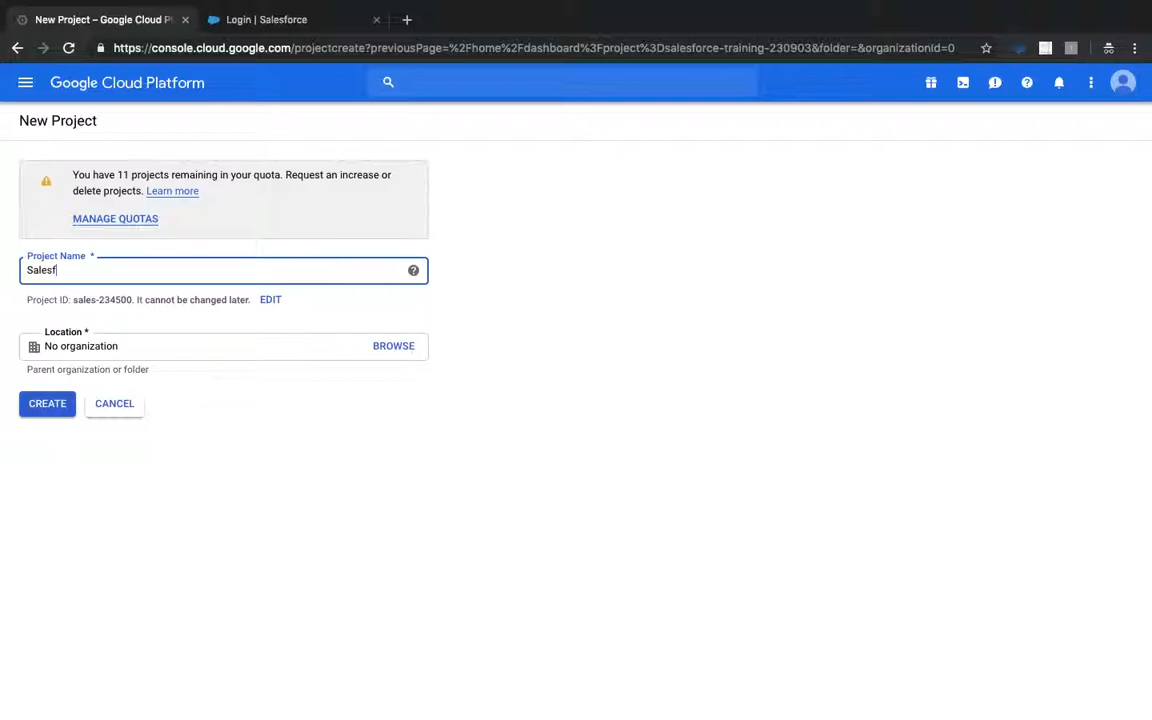 New Project – Google Cloud Pl
Login | Salesforce
https://console.cloud.google.com/projectcreate?previousPage=%2Fhome%2Fdashboard%3Fproject%3Dsalesforce-training-230903&folder=&organizationId=0
Google Cloud Platform
New Project
You have 11 projects remaining in your quota. Request an increase or
delete projects. Learn more
MANAGE QUOTAS
Project Name *
Salesf
Project ID: sales-234500. It cannot be changed later. EDIT
Location *
No organization BROWSE
Parent organization or folder
CREATE CANCEL